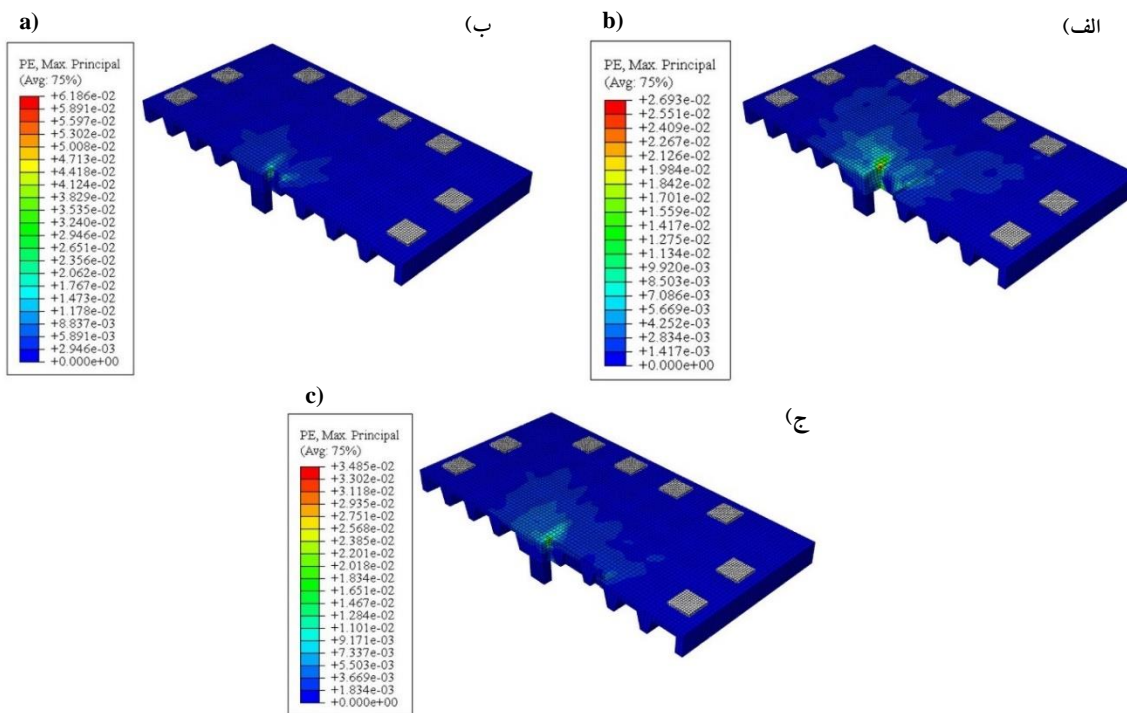 a)
ب)
PE, Max. Principal
(Avg: 75%)
+6.186e-02
+5.891e-02
+5.597e-02
+5.302e-02
+5.008e-02
+4.713e-02
+4.418e-02
+4.124e-02
+3.829e-02
+3.535e-02
+3.240e-02
+2.946e-02
+2.651e-02
+2.356e-02
+2.062e-02
+1.767e-02
+1.473e-02
+1.178e-02
+8.837e-03
+5.891e-03
+2.946e-03
+0.000e+00
b)
الف)
PE, Max. Principal
(Avg: 75%)
+2.693e-02
+2.551e-02
+2.409e-02
+2.267e-02
+2.126e-02
+1.984e-02
+1.842e-02
+1.701e-02
+1.559e-02
+1.417e-02
+1.275e-02
+1.134e-02
+9.920e-03
+8.503e-03
+7.086e-03
+5.669e-03
+4.252e-03
+2.834e-03
+1.417e-03
+0.000e+00
c)
ج)
PE, Max. Principal
(Avg: 75%)
+3.485e-02
+3.302e-02
+3.118e-02
+2.935e-02
+2.751e-02
+2.568e-02
+2.385e-02
+2.201e-02
+2.018e-02
+1.834e-02
+1.651e-02
+1.467e-02
+1.284e-02
+1.101e-02
+9.171e-03
+7.337e-03
+5.503e-03
+3.669e-03
+1.834e-03
+0.000e+00